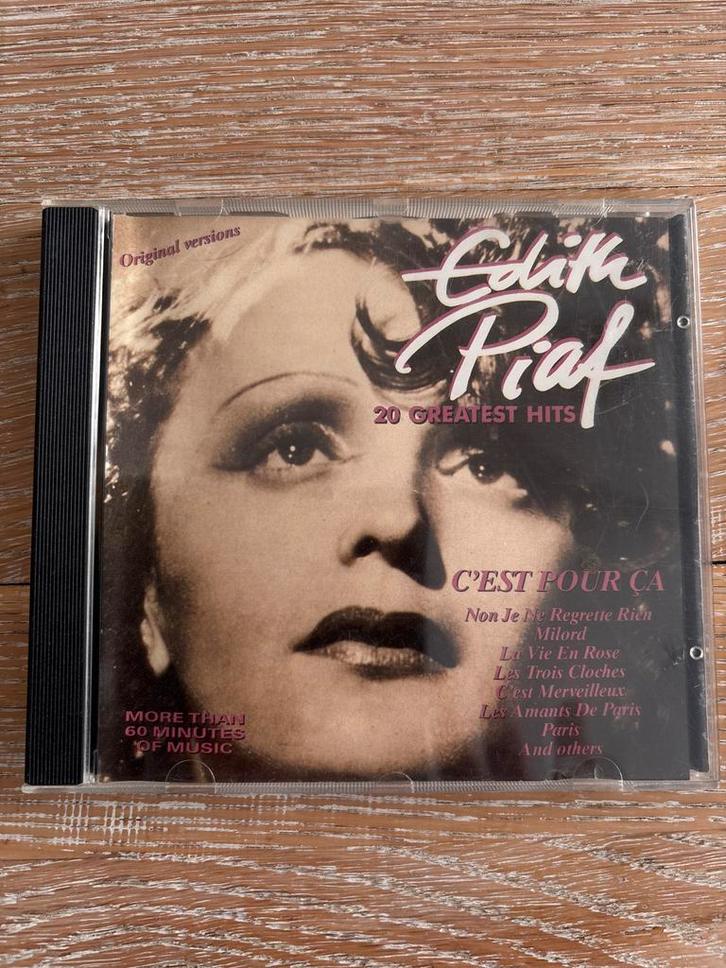 Original versions
Edith
Piaf
20 GREATEST HITS
C'EST POUR ÇA
Non Je Ne Regrette Rien
Milord
La Vie En Rose
Les Trois Cloches
C'est Merveilleux
Les Amants De Paris
Paris
And others
MORE THAN
60 MINUTES
OF MUSIC